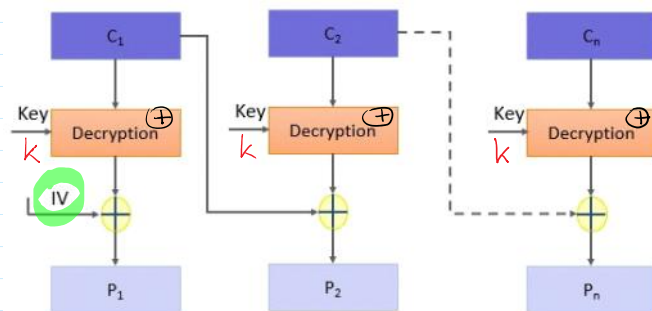 C₁ C₂ Cₙ
Key Key Key
Decryption + Decryption + Decryption +
k k k
IV
P₁ P₂ Pₙ